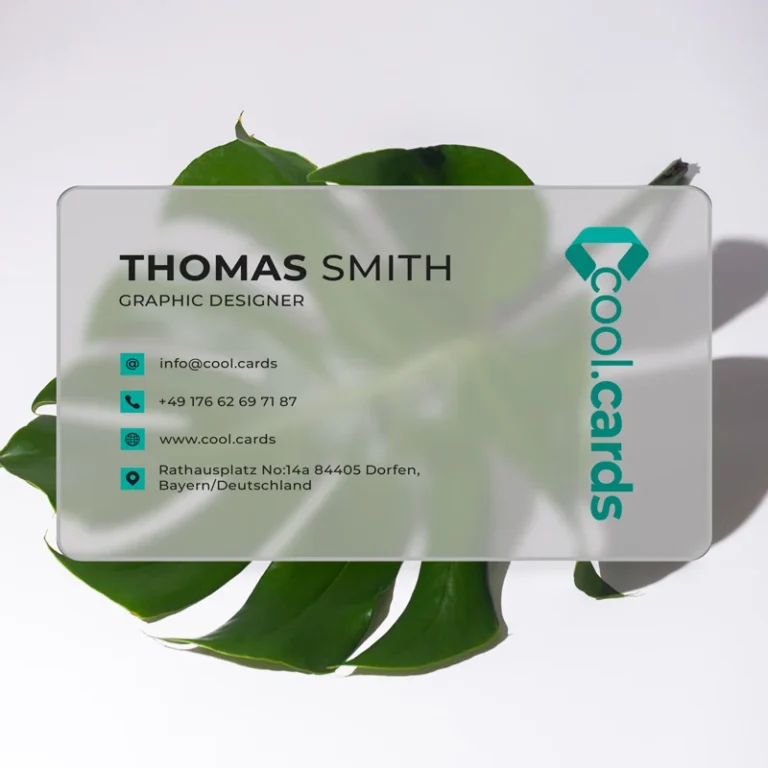 THOMAS SMITH
GRAPHIC DESIGNER
info@cool.cards
+49 176 62 69 71 87
www.cool.cards
Rathausplatz No:14a 84405 Dorfen,
Bayern/Deutschland
cool.cards